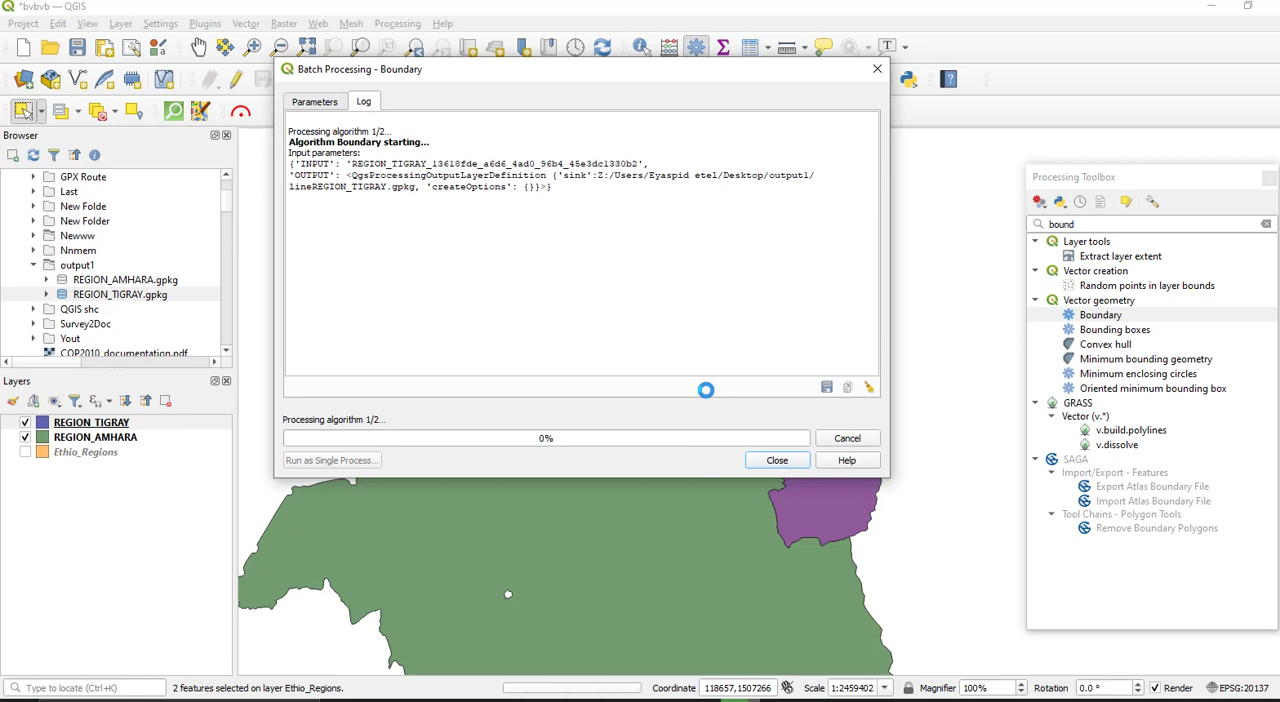 *bvbvb — QGIS
Project Edit View Layer Settings Plugins Vector Raster Web Mesh Processing Help
Browser
GPX Route
Last
New Folde
New Folder
Newww
Nnmem
output1
REGION_AMHARA.gpkg
REGION_TIGRAY.gpkg
QGIS shc
Survey2Doc
Yout
COP2010_documentation.pdf
Layers
REGION_TIGRAY
REGION_AMHARA
Ethio_Regions
Batch Processing - Boundary
Parameters Log
Processing algorithm 1/2...
Algorithm Boundary starting...
Input parameters:
{'INPUT': 'REGION_TIGRAY_13618fde_a6d6_4ad0_96b4_45e3dc1330b2',
'OUTPUT': <QgsProcessingOutputLayerDefinition {'sink':Z:/Users/Eyaspid etel/Desktop/output1/
lineREGION_TIGRAY.gpkg, 'createOptions': {}}>}
Processing algorithm 1/2...
0% Cancel
Run as Single Process... Close Help
Processing Toolbox
bound
Layer tools
Extract layer extent
Vector creation
Random points in layer bounds
Vector geometry
Boundary
Bounding boxes
Convex hull
Minimum bounding geometry
Minimum enclosing circles
Oriented minimum bounding box
GRASS
Vector (v.*)
v.build.polylines
v.dissolve
SAGA
Import/Export - Features
Export Atlas Boundary File
Import Atlas Boundary File
Tool Chains - Polygon Tools
Remove Boundary Polygons
Type to locate (Ctrl+K) 2 features selected on layer Ethio_Regions. Coordinate 118657,1507266 Scale 1:2459402 Magnifier 100% Rotation 0.0 ° Render EPSG:20137